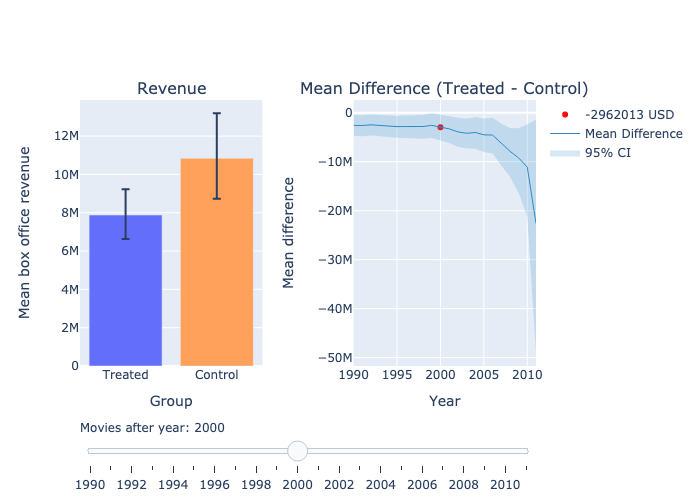 Revenue
Mean Difference (Treated - Control)
Mean box office revenue
12M
10M
8M
6M
4M
2M
0
Treated Control
Group
Mean difference
0
−10M
−20M
−30M
−40M
−50M
1990 1995 2000 2005 2010
Year
-2962013 USD
Mean Difference
95% CI
Movies after year: 2000
1990 1992 1994 1996 1998 2000 2002 2004 2006 2008 2010